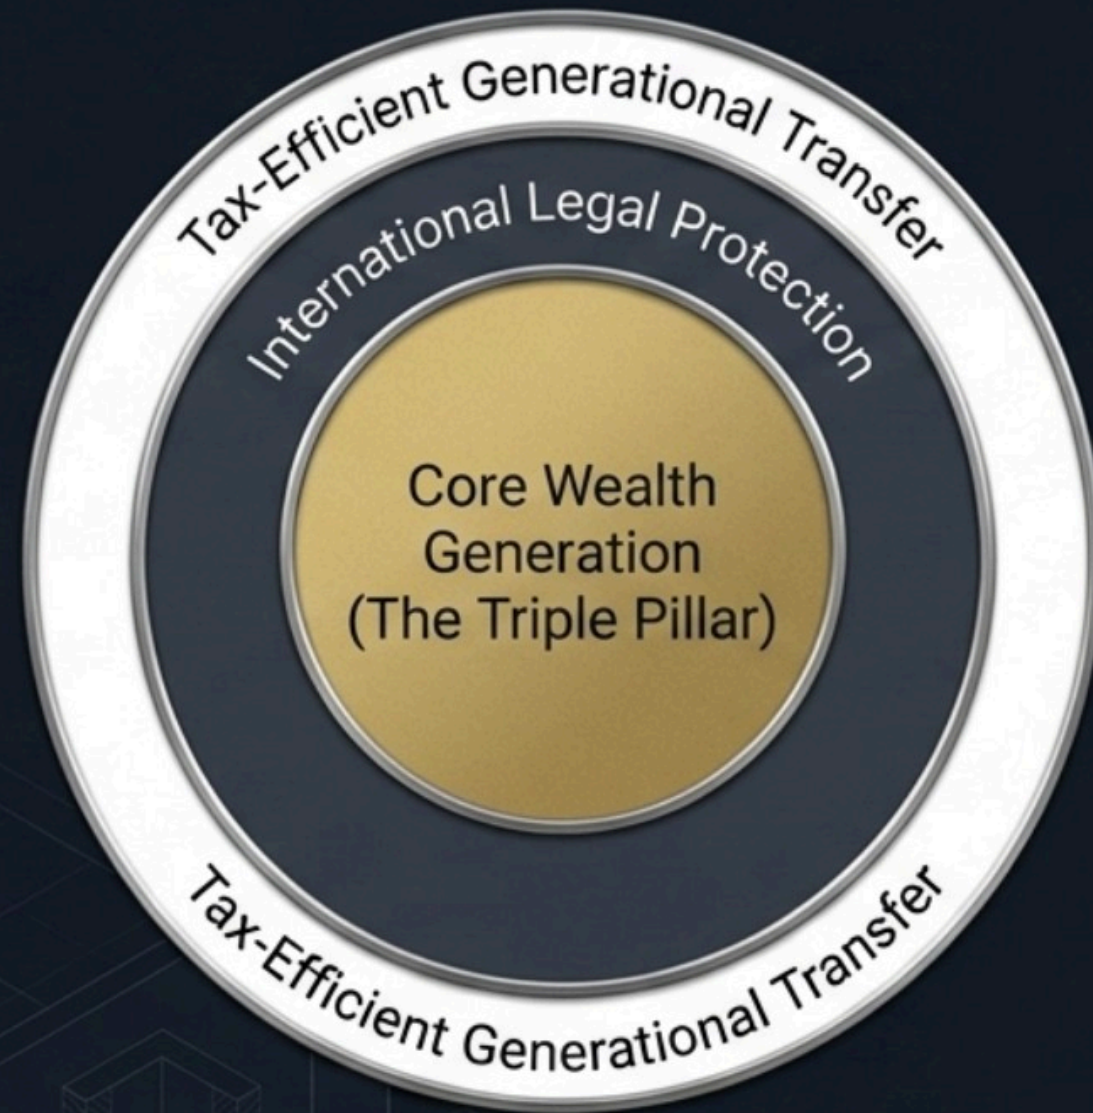 Tax-Efficient Generational Transfer
International Legal Protection
Core Wealth
Generation
(The Triple Pillar)
Tax-Efficient Generational Transfer